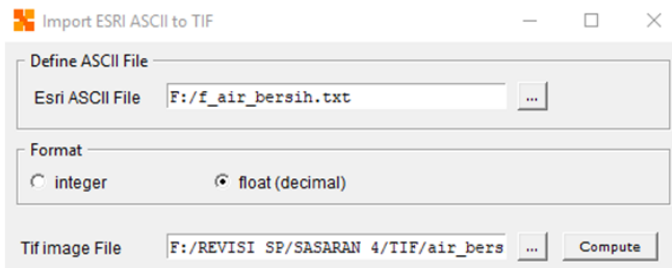 Import ESRI ASCII to TIF
Define ASCII File
Esri ASCII File F:/f_air_bersih.txt ...
Format
integer float (decimal)
Tif image File F:/REVISI SP/SASARAN 4/TIF/air_bers ... Compute